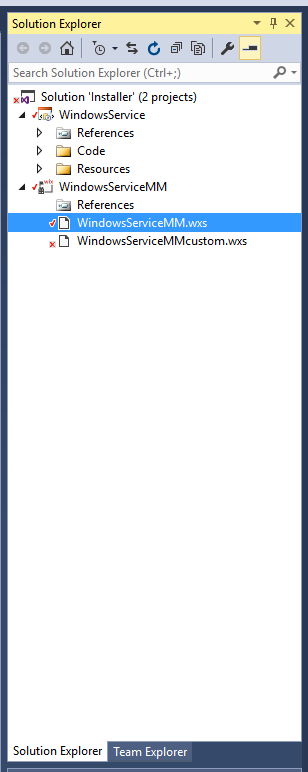 Solution Explorer
Search Solution Explorer (Ctrl+;)
Solution 'Installer' (2 projects)
WindowsService
References
Code
Resources
WindowsServiceMM
References
WindowsServiceMM.wxs
WindowsServiceMMcustom.wxs
Solution Explorer Team Explorer